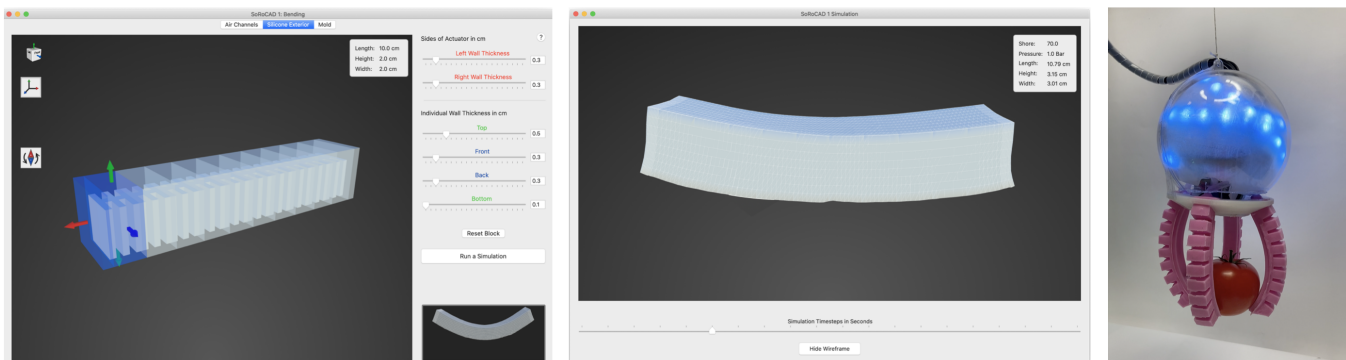 SoRoCAD 1: Bending
Air Channels Silicone Exterior Mold
Length: 10.0 cm
Height: 2.0 cm
Width: 2.0 cm
Sides of Actuator in cm
?
Left Wall Thickness
0.3
Right Wall Thickness
0.3
Individual Wall Thickness in cm
Top
0.5
Front
0.3
Back
0.3
Bottom
0.1
Reset Block
Run a Simulation
SoRoCAD 1 Simulation
Shore: 70.0
Pressure: 1.0 Bar
Length: 10.79 cm
Height: 3.15 cm
Width: 3.01 cm
Simulation Timesteps in Seconds
Hide Wireframe